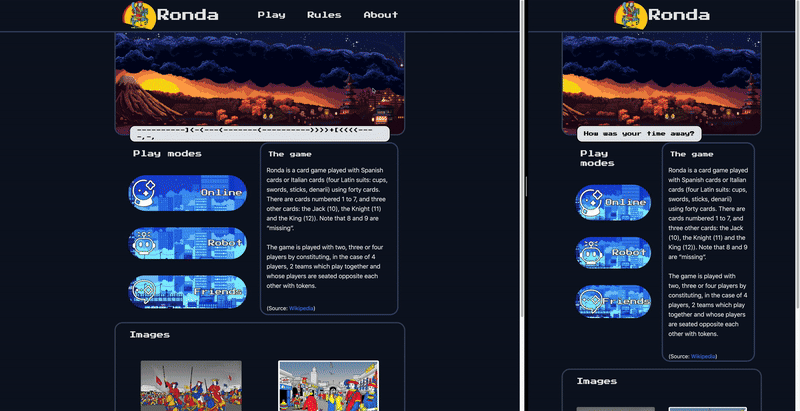 Ronda
Play Rules About
Play modes
Online
Robot
Friends
The game
Ronda is a card game played with Spanish
cards or Italian cards (four Latin suits: cups,
swords, sticks, denarii) using forty cards.
There are cards numbered 1 to 7, and three
other cards: the Jack (10), the Knight (11)
and the King (12)). Note that 8 and 9 are
“missing”.
The game is played with two, three or four
players by constituting, in the case of 4
players, 2 teams which play together and
whose players are seated opposite each
other with tokens.
(Source: Wikipedia)
Images
Ronda
How was your time away?
Play
modes
Online
Robot
Friends
The game
Ronda is a card game played
with Spanish cards or Italian
cards (four Latin suits: cups,
swords, sticks, denarii) using
forty cards. There are cards
numbered 1 to 7, and three
other cards: the Jack (10),
the Knight (11) and the King
(12)). Note that 8 and 9
are “missing”.
The game is played with
two, three or four players by
constituting, in the case of 4
players, 2 teams which play
together and whose players
are seated opposite each
other with tokens.
(Source: Wikipedia)
Images